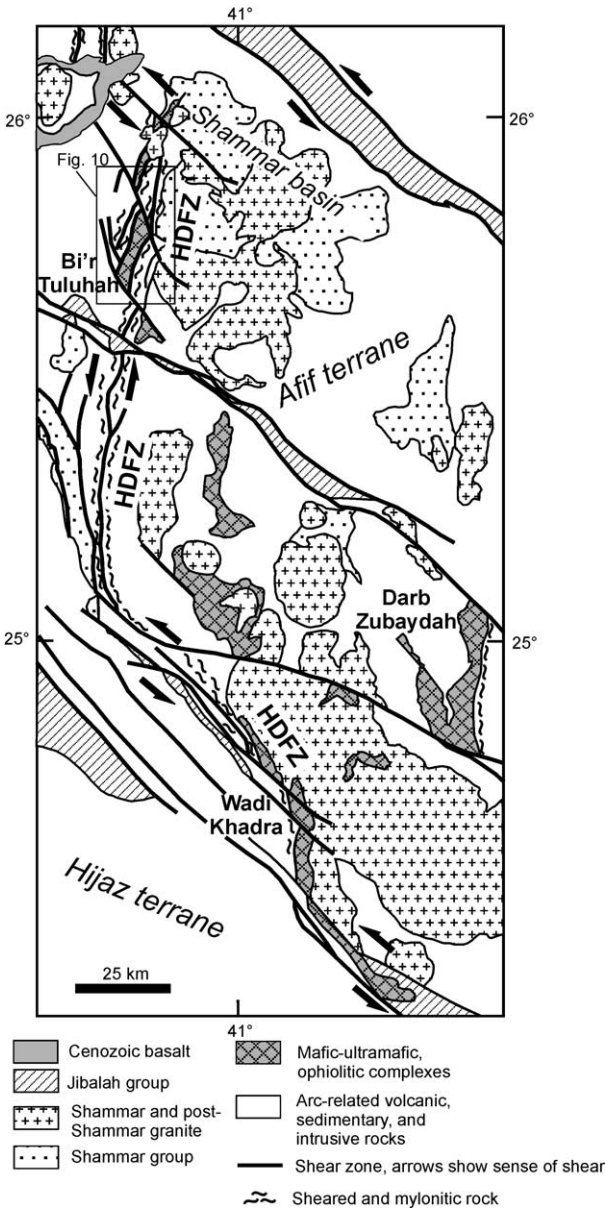 41°
26°
26°
Shammar basin
Fig. 10
HDFZ
Bi'r
Tuluhah
Afif terrane
HDFZ
Darb
Zubaydah
25°
25°
HDFZ
Wadi
Khadra
Hijaz terrane
25 km
41°
Cenozoic basalt
Jibalah group
Shammar and post-
Shammar granite
Shammar group
Mafic-ultramafic,
ophiolitic complexes
Arc-related volcanic,
sedimentary, and
intrusive rocks
Shear zone, arrows show sense of shear
Sheared and mylonitic rock